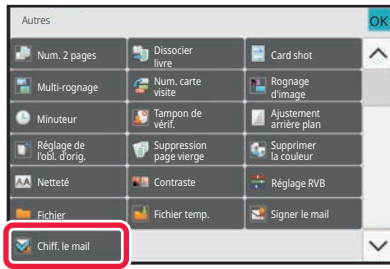 Autres
OK
Num. 2 pages
Dissocier
livre
Card shot
Multi-rognage
Num. carte
visite
Rognage
d'image
Minuteur
Tampon de
vérif.
Ajustement
arrière plan
Réglage de
l'obl. d'orig.
Suppression
page vierge
Supprimer
la couleur
Netteté
Contraste
Réglage RVB
Fichier
Fichier temp.
Signer le mail
Chiff. le mail